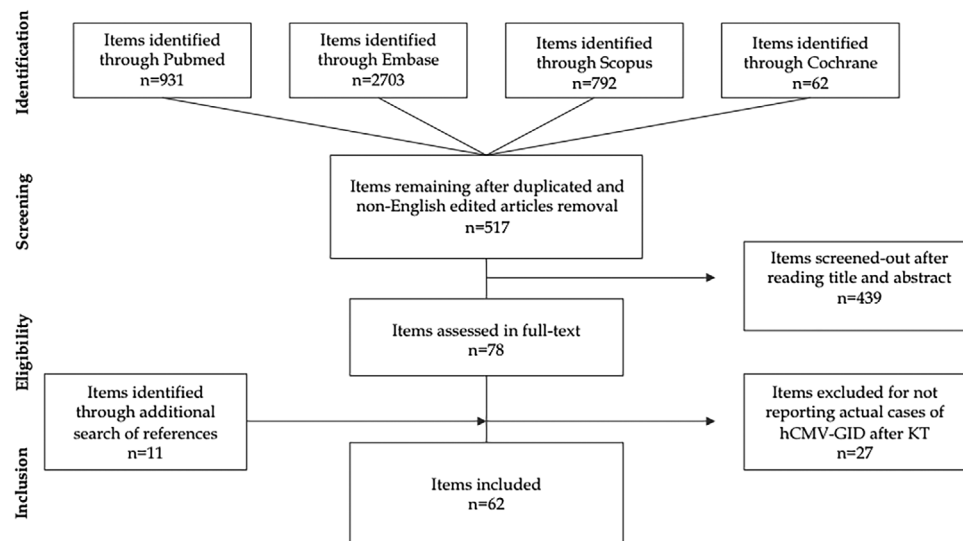 Identification
Items identified
through Pubmed
n=931
Items identified
through Embase
n=2703
Items identified
through Scopus
n=792
Items identified
through Cochrane
n=62
Screening
Items remaining after duplicated and
non-English edited articles removal
n=517
Items screened-out after
reading title and abstract
n=439
Eligibility
Items assessed in full-text
n=78
Items identified
through additional
search of references
n=11
Items excluded for not
reporting actual cases of
hCMV-GID after KT
n=27
Inclusion
Items included
n=62